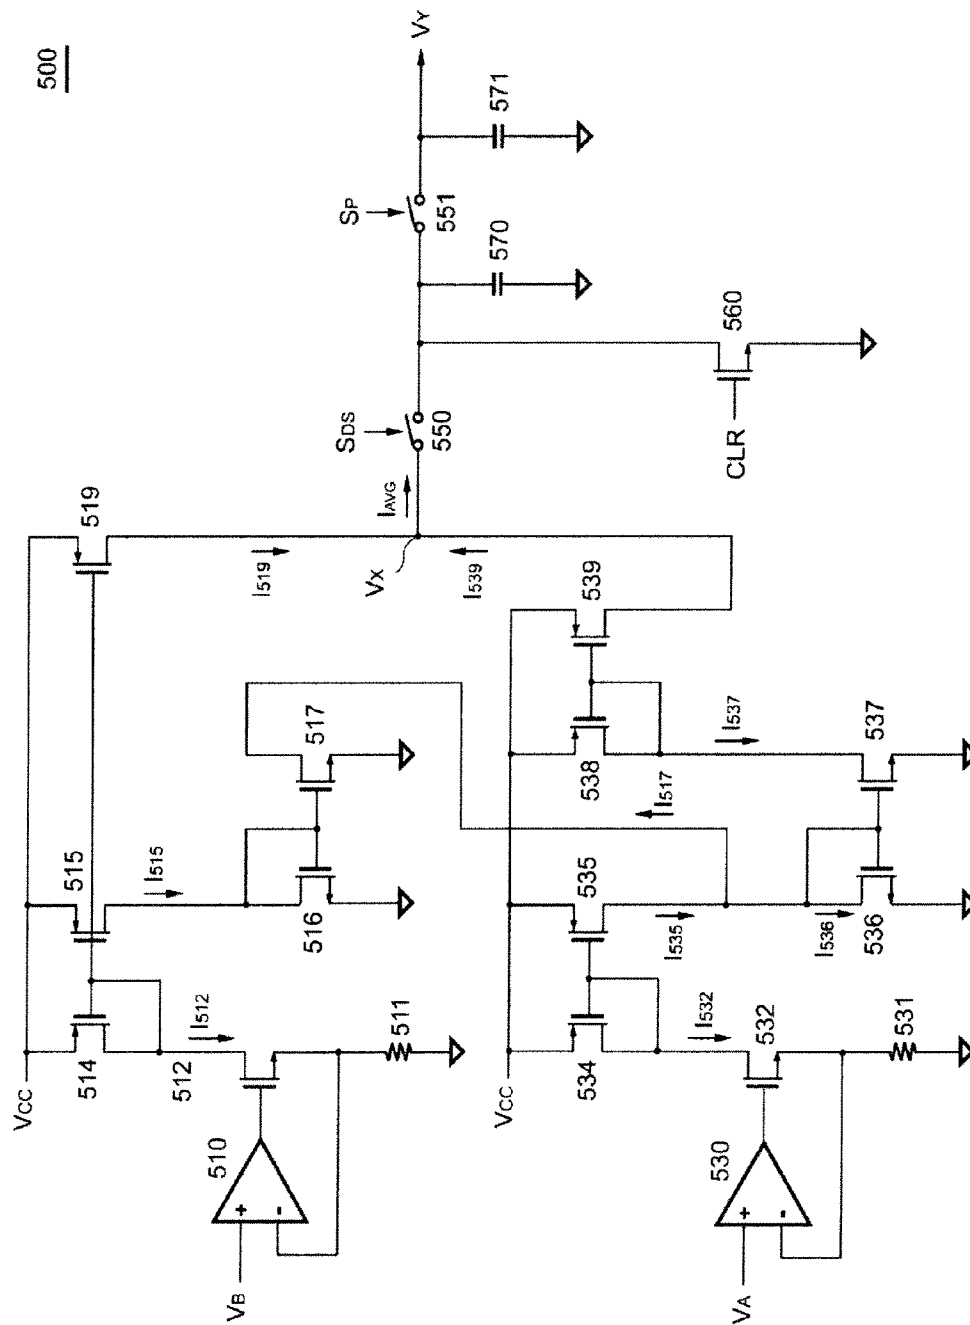 500
VCC
514
515
519
512
I512
I515
510
VB
+
-
511
516
517
I519
VX
I539
IAVG
SDS
550
SP
551
VY
570
571
CLR
560
VCC
534
535
538
539
I517
I537
I535
I532
532
I536
536
537
530
VA
+
-
531